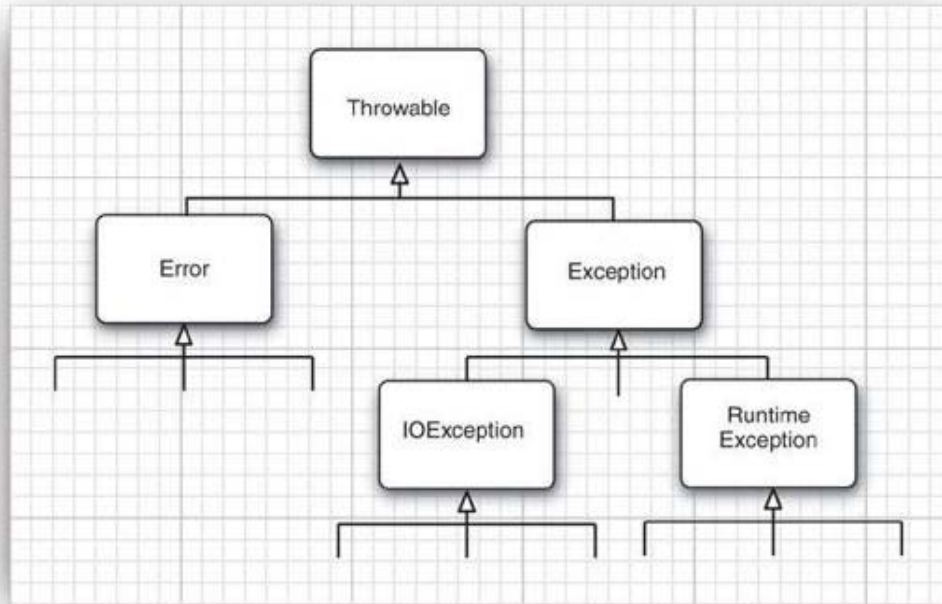 Throwable
Error
Exception
IOException
Runtime
Exception